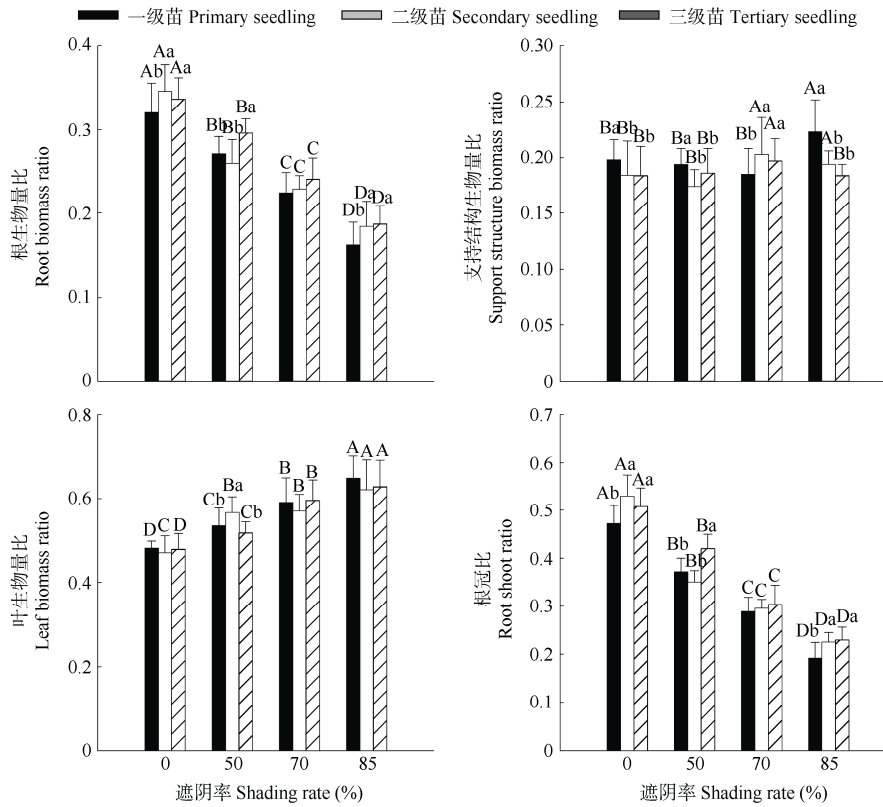 一级苗 Primary seedling 二级苗 Secondary seedling 三级苗 Tertiary seedling
根生物量比
Root biomass ratio
0.4
0.3
0.2
0.1
0
Ab Aa Aa
Bb Bb Ba
C C C
Db Da Da
支持结构生物量比
Support structure biomass ratio
0.30
0.25
0.20
0.15
0.10
0.05
0
Ba Bb Bb
Ba Bb Bb
Bb Aa Aa
Aa Ab Bb
叶生物量比
Leaf biomass ratio
0.8
0.6
0.4
0.2
0
D C D
Cb Ba Cb
B B B
A A A
0 50 70 85
遮阴率 Shading rate (%)
根冠比
Root shoot ratio
0.7
0.6
0.5
0.4
0.3
0.2
0.1
0
Ab Aa Aa
Bb Bb Ba
C C C
Db Da Da
0 50 70 85
遮阴率 Shading rate (%)